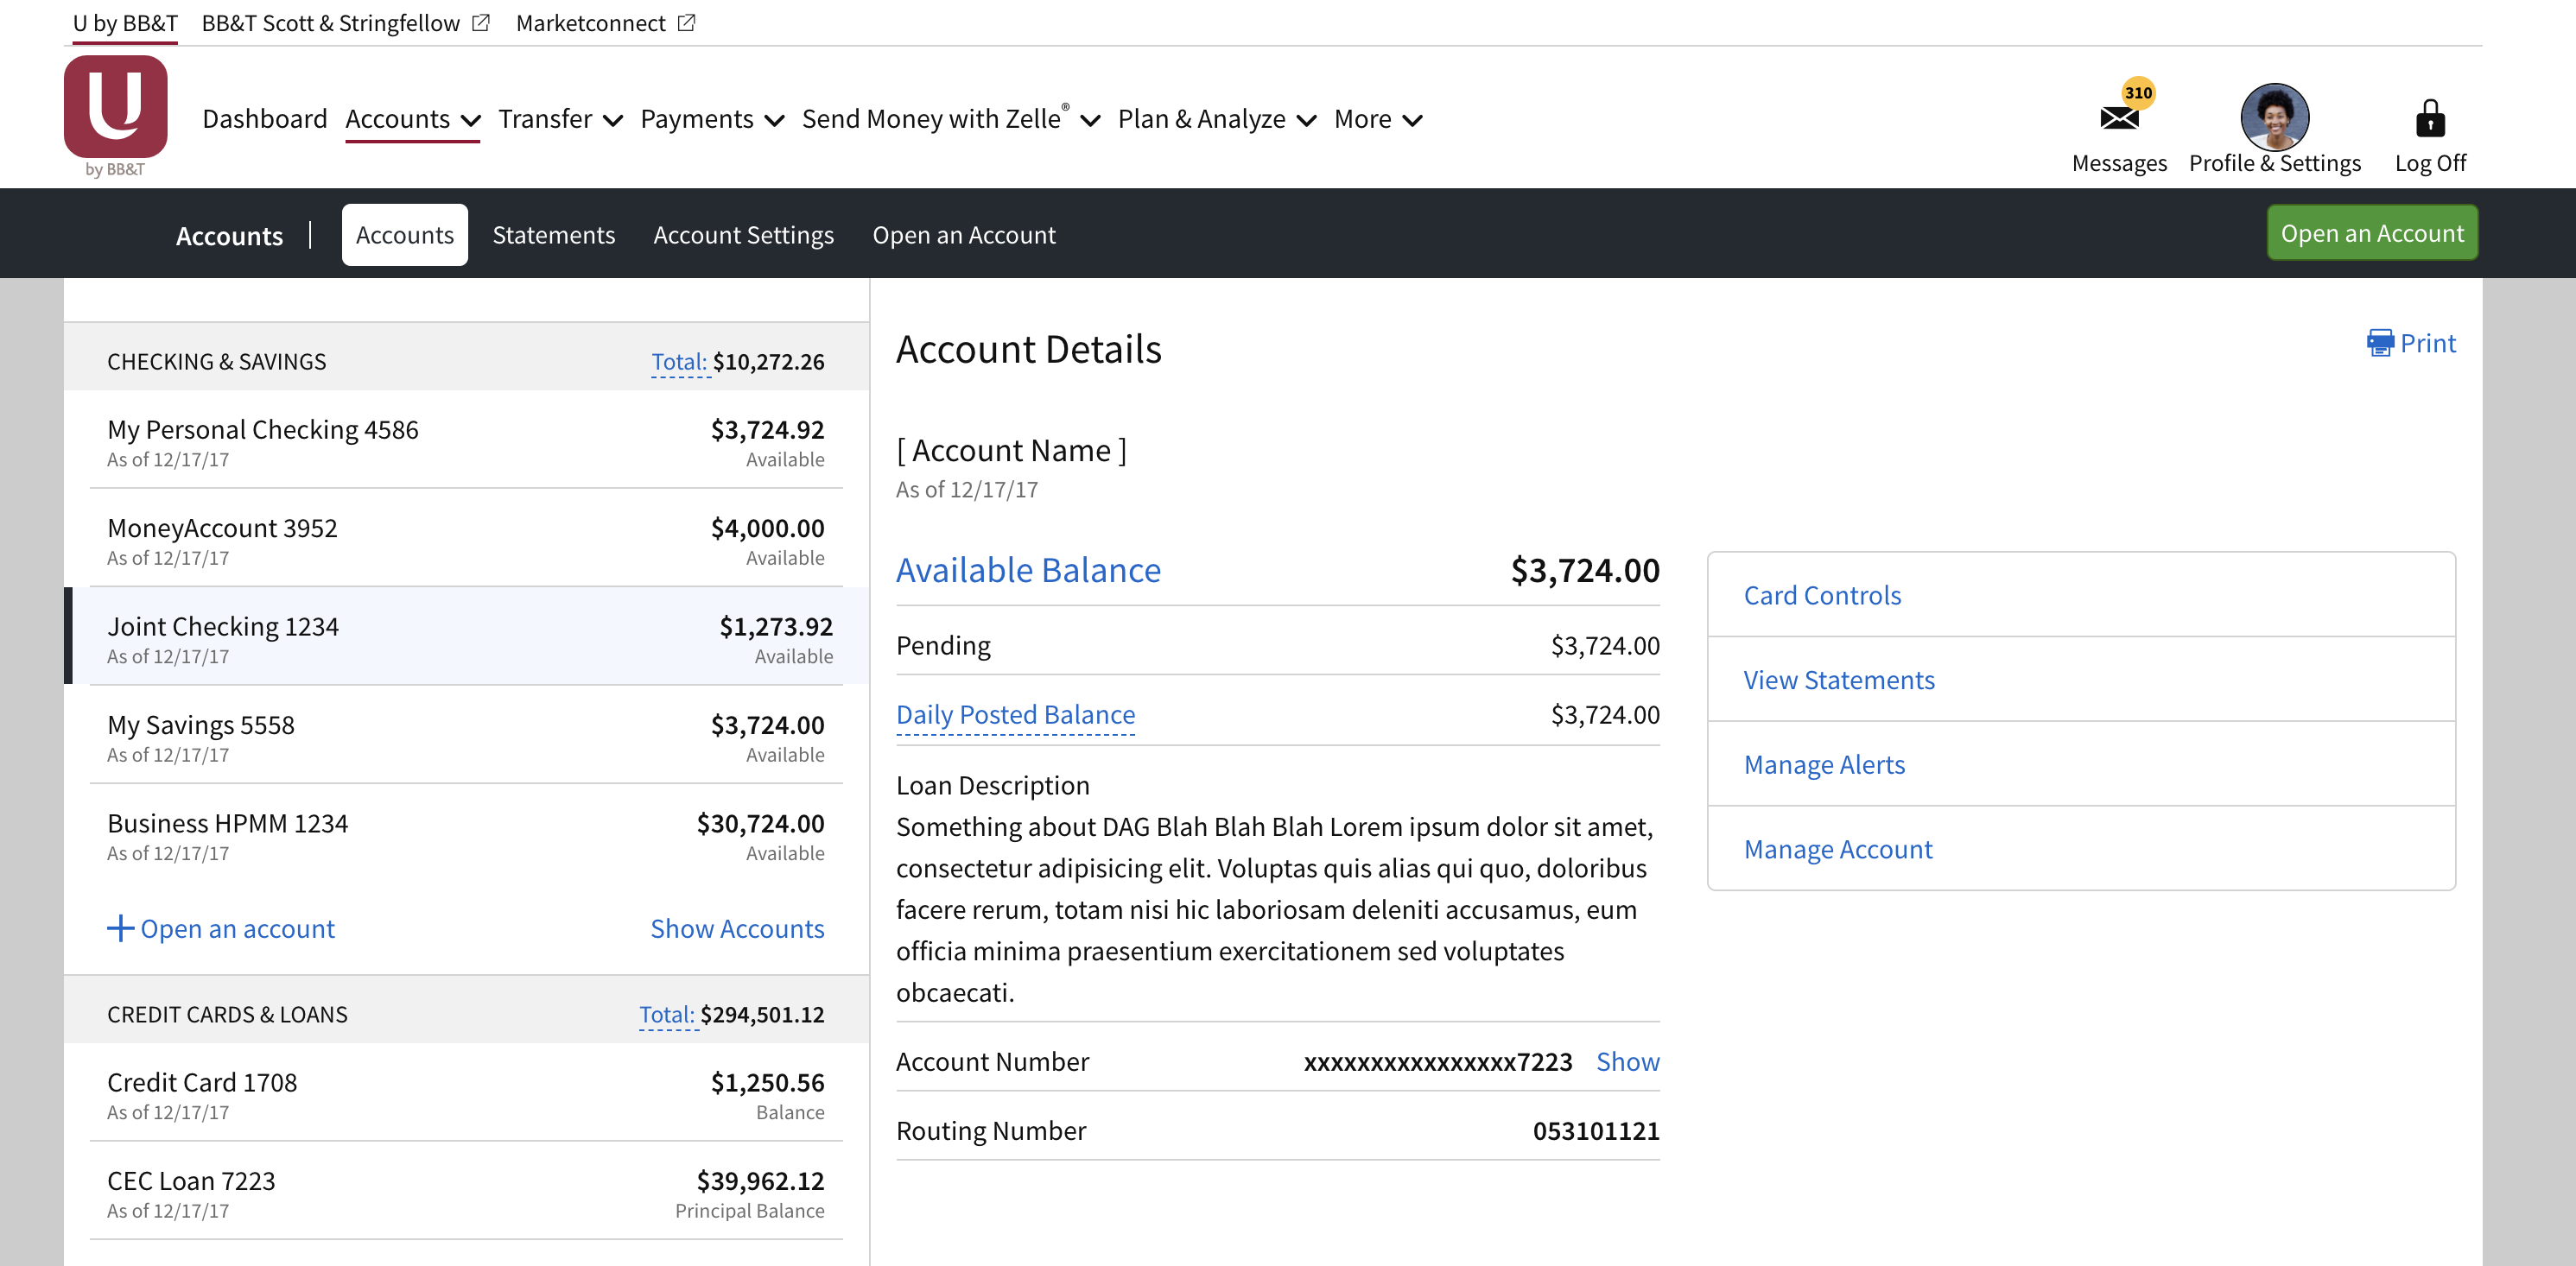 U by BB&T BB&T Scott & Stringfellow Marketconnect
U
by BB&T
Dashboard Accounts Transfer Payments Send Money with Zelle® Plan & Analyze More
310
Messages Profile & Settings Log Off
Accounts | Accounts Statements Account Settings Open an Account Open an Account
CHECKING & SAVINGS Total: $10,272.26
My Personal Checking 4586 $3,724.92
As of 12/17/17 Available
MoneyAccount 3952 $4,000.00
As of 12/17/17 Available
Joint Checking 1234 $1,273.92
As of 12/17/17 Available
My Savings 5558 $3,724.00
As of 12/17/17 Available
Business HPMM 1234 $30,724.00
As of 12/17/17 Available
Open an account Show Accounts
CREDIT CARDS & LOANS Total: $294,501.12
Credit Card 1708 $1,250.56
As of 12/17/17 Balance
CEC Loan 7223 $39,962.12
As of 12/17/17 Principal Balance
Account Details Print
[ Account Name ]
As of 12/17/17
Available Balance $3,724.00
Pending $3,724.00
Daily Posted Balance $3,724.00
Loan Description
Something about DAG Blah Blah Blah Lorem ipsum dolor sit amet,
consectetur adipisicing elit. Voluptas quis alias qui quo, doloribus
facere rerum, totam nisi hic laboriosam deleniti accusamus, eum
officia minima praesentium exercitationem sed voluptates
obcaecati.
Account Number xxxxxxxxxxxxxxxx7223 Show
Routing Number 053101121
Card Controls
View Statements
Manage Alerts
Manage Account